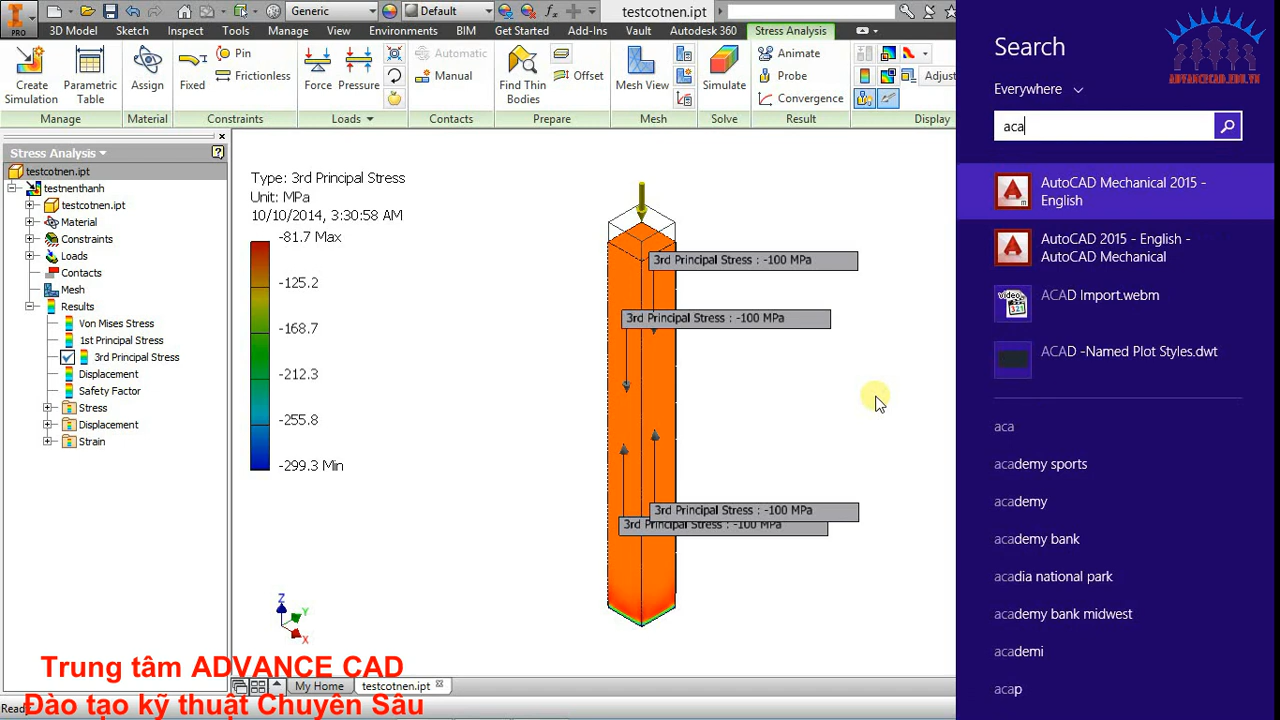 PRO
Generic
Default
testcotnen.ipt
3D Model
Sketch
Inspect
Tools
Manage
View
Environments
BIM
Get Started
Add-Ins
Vault
Autodesk 360
Stress Analysis
Create
Simulation
Parametric
Table
Manage
Assign
Material
Fixed
Pin
Frictionless
Constraints
Force
Pressure
Loads
Automatic
Manual
Contacts
Find Thin
Bodies
Offset
Prepare
Mesh View
Mesh
Simulate
Solve
Animate
Probe
Convergence
Result
Adjust
Display
Stress Analysis
testcotnen.ipt
testnenthanh
testcotnen.ipt
Material
Constraints
Loads
Contacts
Mesh
Results
Von Mises Stress
1st Principal Stress
3rd Principal Stress
Displacement
Safety Factor
Stress
Displacement
Strain
Type: 3rd Principal Stress
Unit: MPa
10/10/2014, 3:30:58 AM
-81.7 Max
-125.2
-168.7
-212.3
-255.8
-299.3 Min
3rd Principal Stress : -100 MPa
3rd Principal Stress : -100 MPa
3rd Principal Stress : -100 MPa
3rd Principal Stress : -100 MPa
Z
Y
X
My Home
testcotnen.ipt
Ready
Trung tâm ADVANCE CAD
Đào tạo kỹ thuật Chuyên Sâu
Search
ADVANCECAD.EDU.VN
Everywhere
aca
AutoCAD Mechanical 2015 -
English
AutoCAD 2015 - English -
AutoCAD Mechanical
ACAD Import.webm
ACAD -Named Plot Styles.dwt
aca
academy sports
academy
academy bank
acadia national park
academy bank midwest
academi
acap